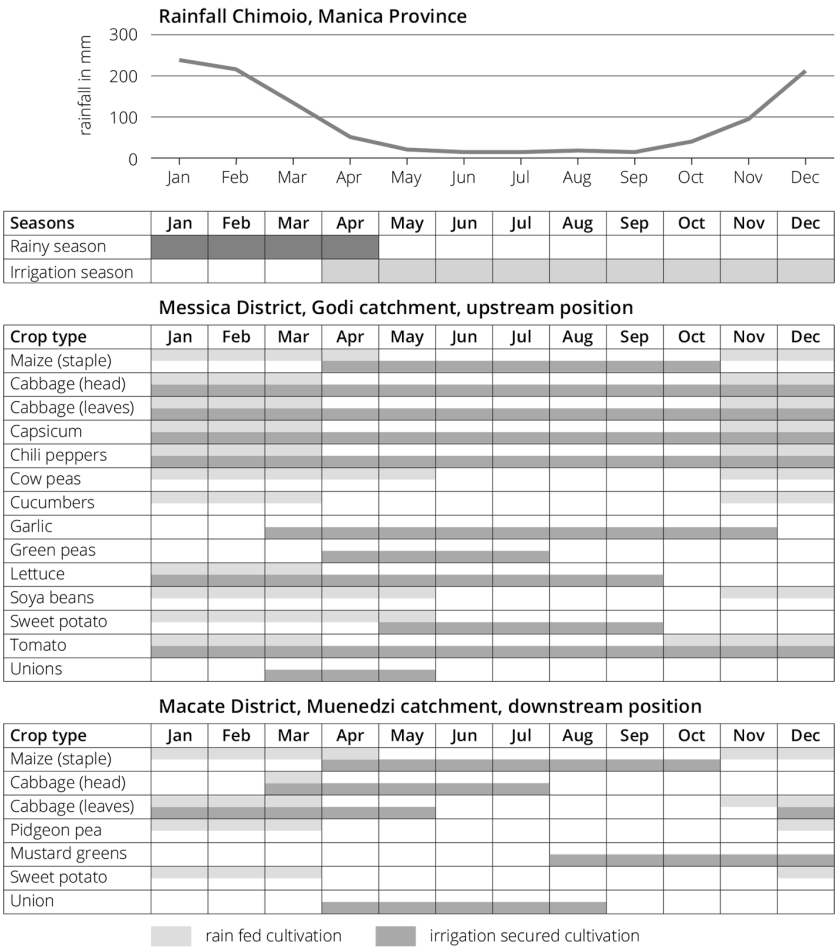 Rainfall Chimoio, Manica Province
rainfall in mm
300
200
100
0
Jan Feb Mar Apr May Jun Jul Aug Sep Oct Nov Dec
Seasons Jan Feb Mar Apr May Jun Jul Aug Sep Oct Nov Dec
Rainy season
Irrigation season
Messica District, Godi catchment, upstream position
Crop type Jan Feb Mar Apr May Jun Jul Aug Sep Oct Nov Dec
Maize (staple)
Cabbage (head)
Cabbage (leaves)
Capsicum
Chili peppers
Cow peas
Cucumbers
Garlic
Green peas
Lettuce
Soya beans
Sweet potato
Tomato
Unions
Macate District, Muenedzi catchment, downstream position
Crop type Jan Feb Mar Apr May Jun Jul Aug Sep Oct Nov Dec
Maize (staple)
Cabbage (head)
Cabbage (leaves)
Pidgeon pea
Mustard greens
Sweet potato
Union
rain fed cultivation irrigation secured cultivation